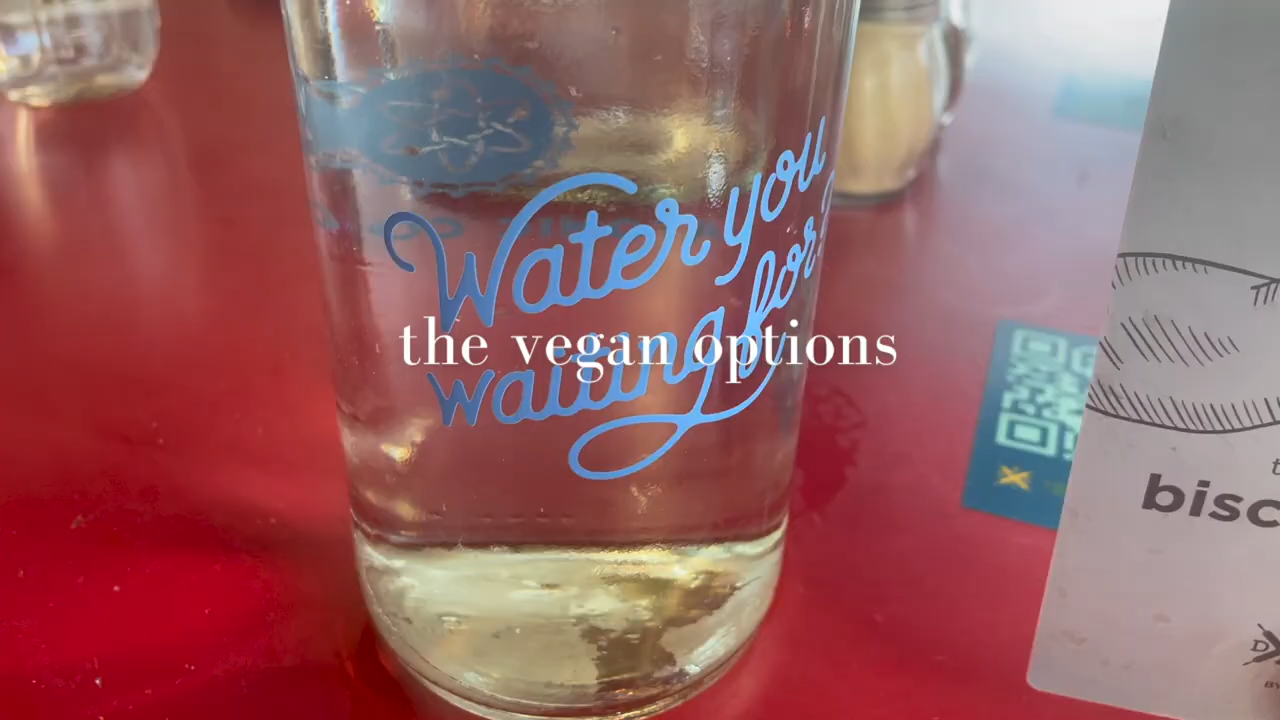 Water you
waiting for?
the vegan options
bisc